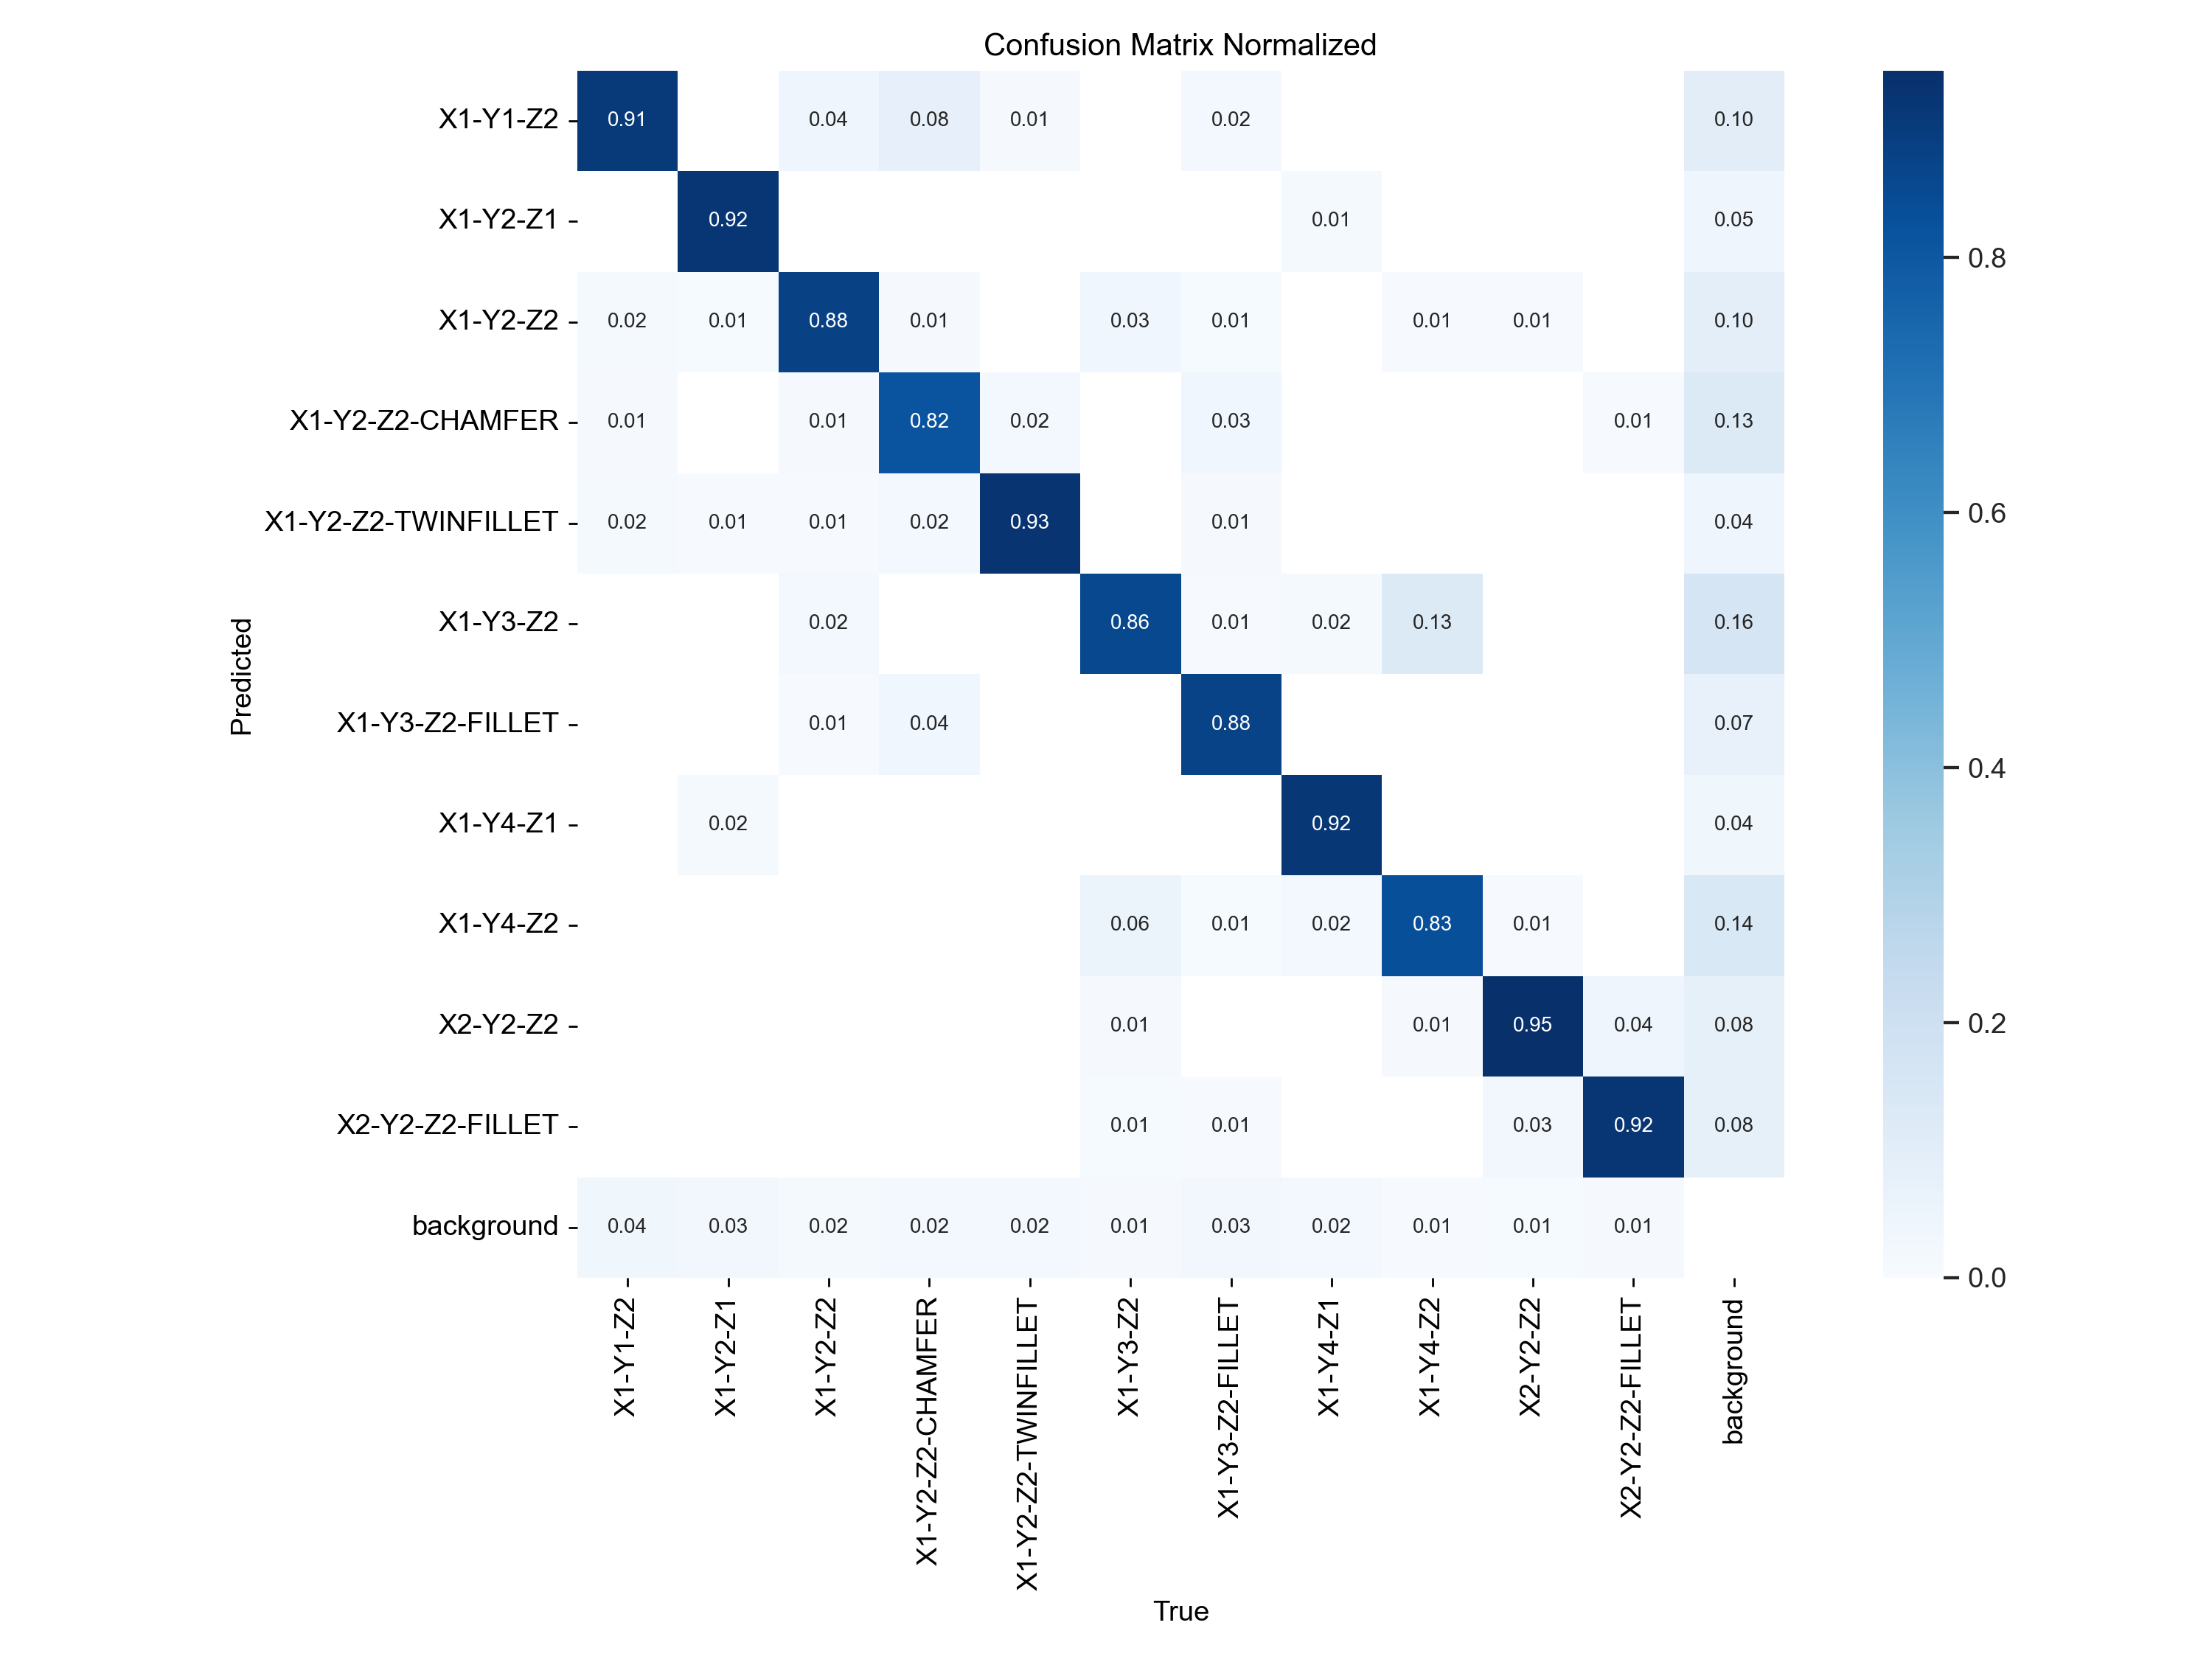 Confusion Matrix Normalized
X1-Y1-Z2 0.91 0.04 0.08 0.01 0.02 0.10
X1-Y2-Z1 0.92 0.01 0.05
X1-Y2-Z2 0.02 0.01 0.88 0.01 0.03 0.01 0.01 0.01 0.10
X1-Y2-Z2-CHAMFER 0.01 0.01 0.82 0.02 0.03 0.01 0.13
X1-Y2-Z2-TWINFILLET 0.02 0.01 0.01 0.02 0.93 0.01 0.04
X1-Y3-Z2 0.02 0.86 0.01 0.02 0.13 0.16
X1-Y3-Z2-FILLET 0.01 0.04 0.88 0.07
X1-Y4-Z1 0.02 0.92 0.04
X1-Y4-Z2 0.06 0.01 0.02 0.83 0.01 0.14
X2-Y2-Z2 0.01 0.01 0.95 0.04 0.08
X2-Y2-Z2-FILLET 0.01 0.01 0.03 0.92 0.08
background 0.04 0.03 0.02 0.02 0.02 0.01 0.03 0.02 0.01 0.01 0.01
Predicted
X1-Y1-Z2
X1-Y2-Z1
X1-Y2-Z2
X1-Y2-Z2-CHAMFER
X1-Y2-Z2-TWINFILLET
X1-Y3-Z2
X1-Y3-Z2-FILLET
X1-Y4-Z1
X1-Y4-Z2
X2-Y2-Z2
X2-Y2-Z2-FILLET
background
True
0.8
0.6
0.4
0.2
0.0